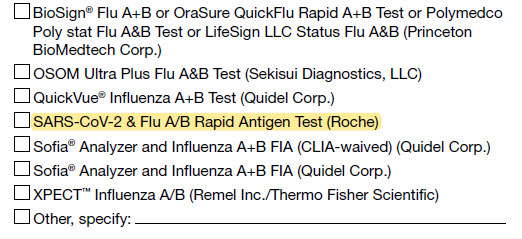 BioSign® Flu A+B or OraSure QuickFlu Rapid A+B Test or Polymedco
Poly stat Flu A&B Test or LifeSign LLC Status Flu A&B (Princeton
BioMedtech Corp.)
OSOM Ultra Plus Flu A&B Test (Sekisui Diagnostics, LLC)
QuickVue® Influenza A+B Test (Quidel Corp.)
SARS-CoV-2 & Flu A/B Rapid Antigen Test (Roche)
Sofia® Analyzer and Influenza A+B FIA (CLIA-waived) (Quidel Corp.)
Sofia® Analyzer and Influenza A+B FIA (Quidel Corp.)
XPECT™ Influenza A/B (Remel Inc./Thermo Fisher Scientific)
Other, specify: